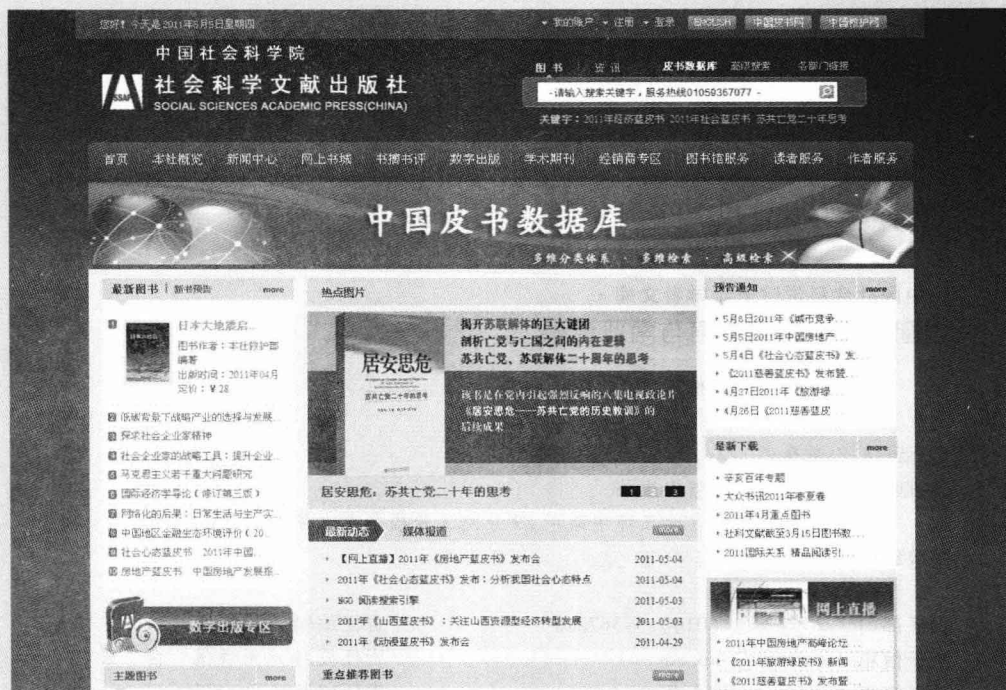 您好！今天是2011年5月5日星期四
我的账户 注册 登录 ENGLISH 中国皮书网
中国社会科学院
社会科学文献出版社
SOCIAL SCIENCES ACADEMIC PRESS(CHINA)
SSAP
图书 资讯 皮书数据库 高级搜索 各部门链接
-请输入搜索关键字，服务热线01059367077 -
关键字：2011年经济蓝皮书 2011年社会蓝皮书 苏共亡党二十年思考
首页 本社概览 新闻中心 网上书城 书摘书评 数字出版 学术期刊 经销商专区 图书馆服务 读者服务 作者服务
中国皮书数据库
多维分类体系 · 多维检索 · 高级检索
最新图书 | 新书预告 more
1 日本大地震启...
图书作者：本社
编著
出版时间：2011年04月
定价：¥28
2 低碳背景下战略产业的选择与发展...
3 探求社会企业家精神
4 社会企业家的战略工具：提升企业...
5 马克思主义若干重大问题研究
6 国际经济学导论（修订第三版）
7 网络化的后果：日常生活与生产实...
8 中国地区金融生态环境评价（20...
9 社会心态蓝皮书 2011年中国...
10 房地产蓝皮书 中国房地产发展报...
数字出版专区
主题图书 more
热点图片
居安思危
苏共亡党二十年的思考
揭开苏联解体的巨大谜团
剖析亡党与亡国之间的内在逻辑
苏共亡党、苏联解体二十周年的思考
该书是在党内引起强烈反响的八集电视政论片
《居安思危——苏共亡党的历史教训》的
后续成果
居安思危：苏共亡党二十年的思考 1 2 3
最新动态 媒体报道 more
【网上直播】2011年《房地产蓝皮书》发布会 2011-05-04
2011年《社会心态蓝皮书》发布：分析我国社会心态特点 2011-05-04
NGO 阅读搜索引擎 2011-05-03
2011年《山西蓝皮书》：关注山西资源型经济转型发展 2011-05-03
2011年《动漫蓝皮书》发布会 2011-04-29
重点推荐图书 more
预告通知 more
5月6日2011年《城市竞争...
5月5日2011年中国房地产...
5月4日《社会心态蓝皮书》发...
《2011慈善蓝皮书》发布暨...
4月27日2011年《旅游绿...
4月26日《2011慈善蓝皮...
最新下载 more
辛亥百年专题
大众书讯2011年春夏卷
2011年4月重点图书
社科文献截至3月15日图书数...
2011国际关系 精品阅读引...
网上直播
2011年中国房地产高峰论坛...
《2011年旅游绿皮书》新闻...
《2011慈善蓝皮书》发布暨...